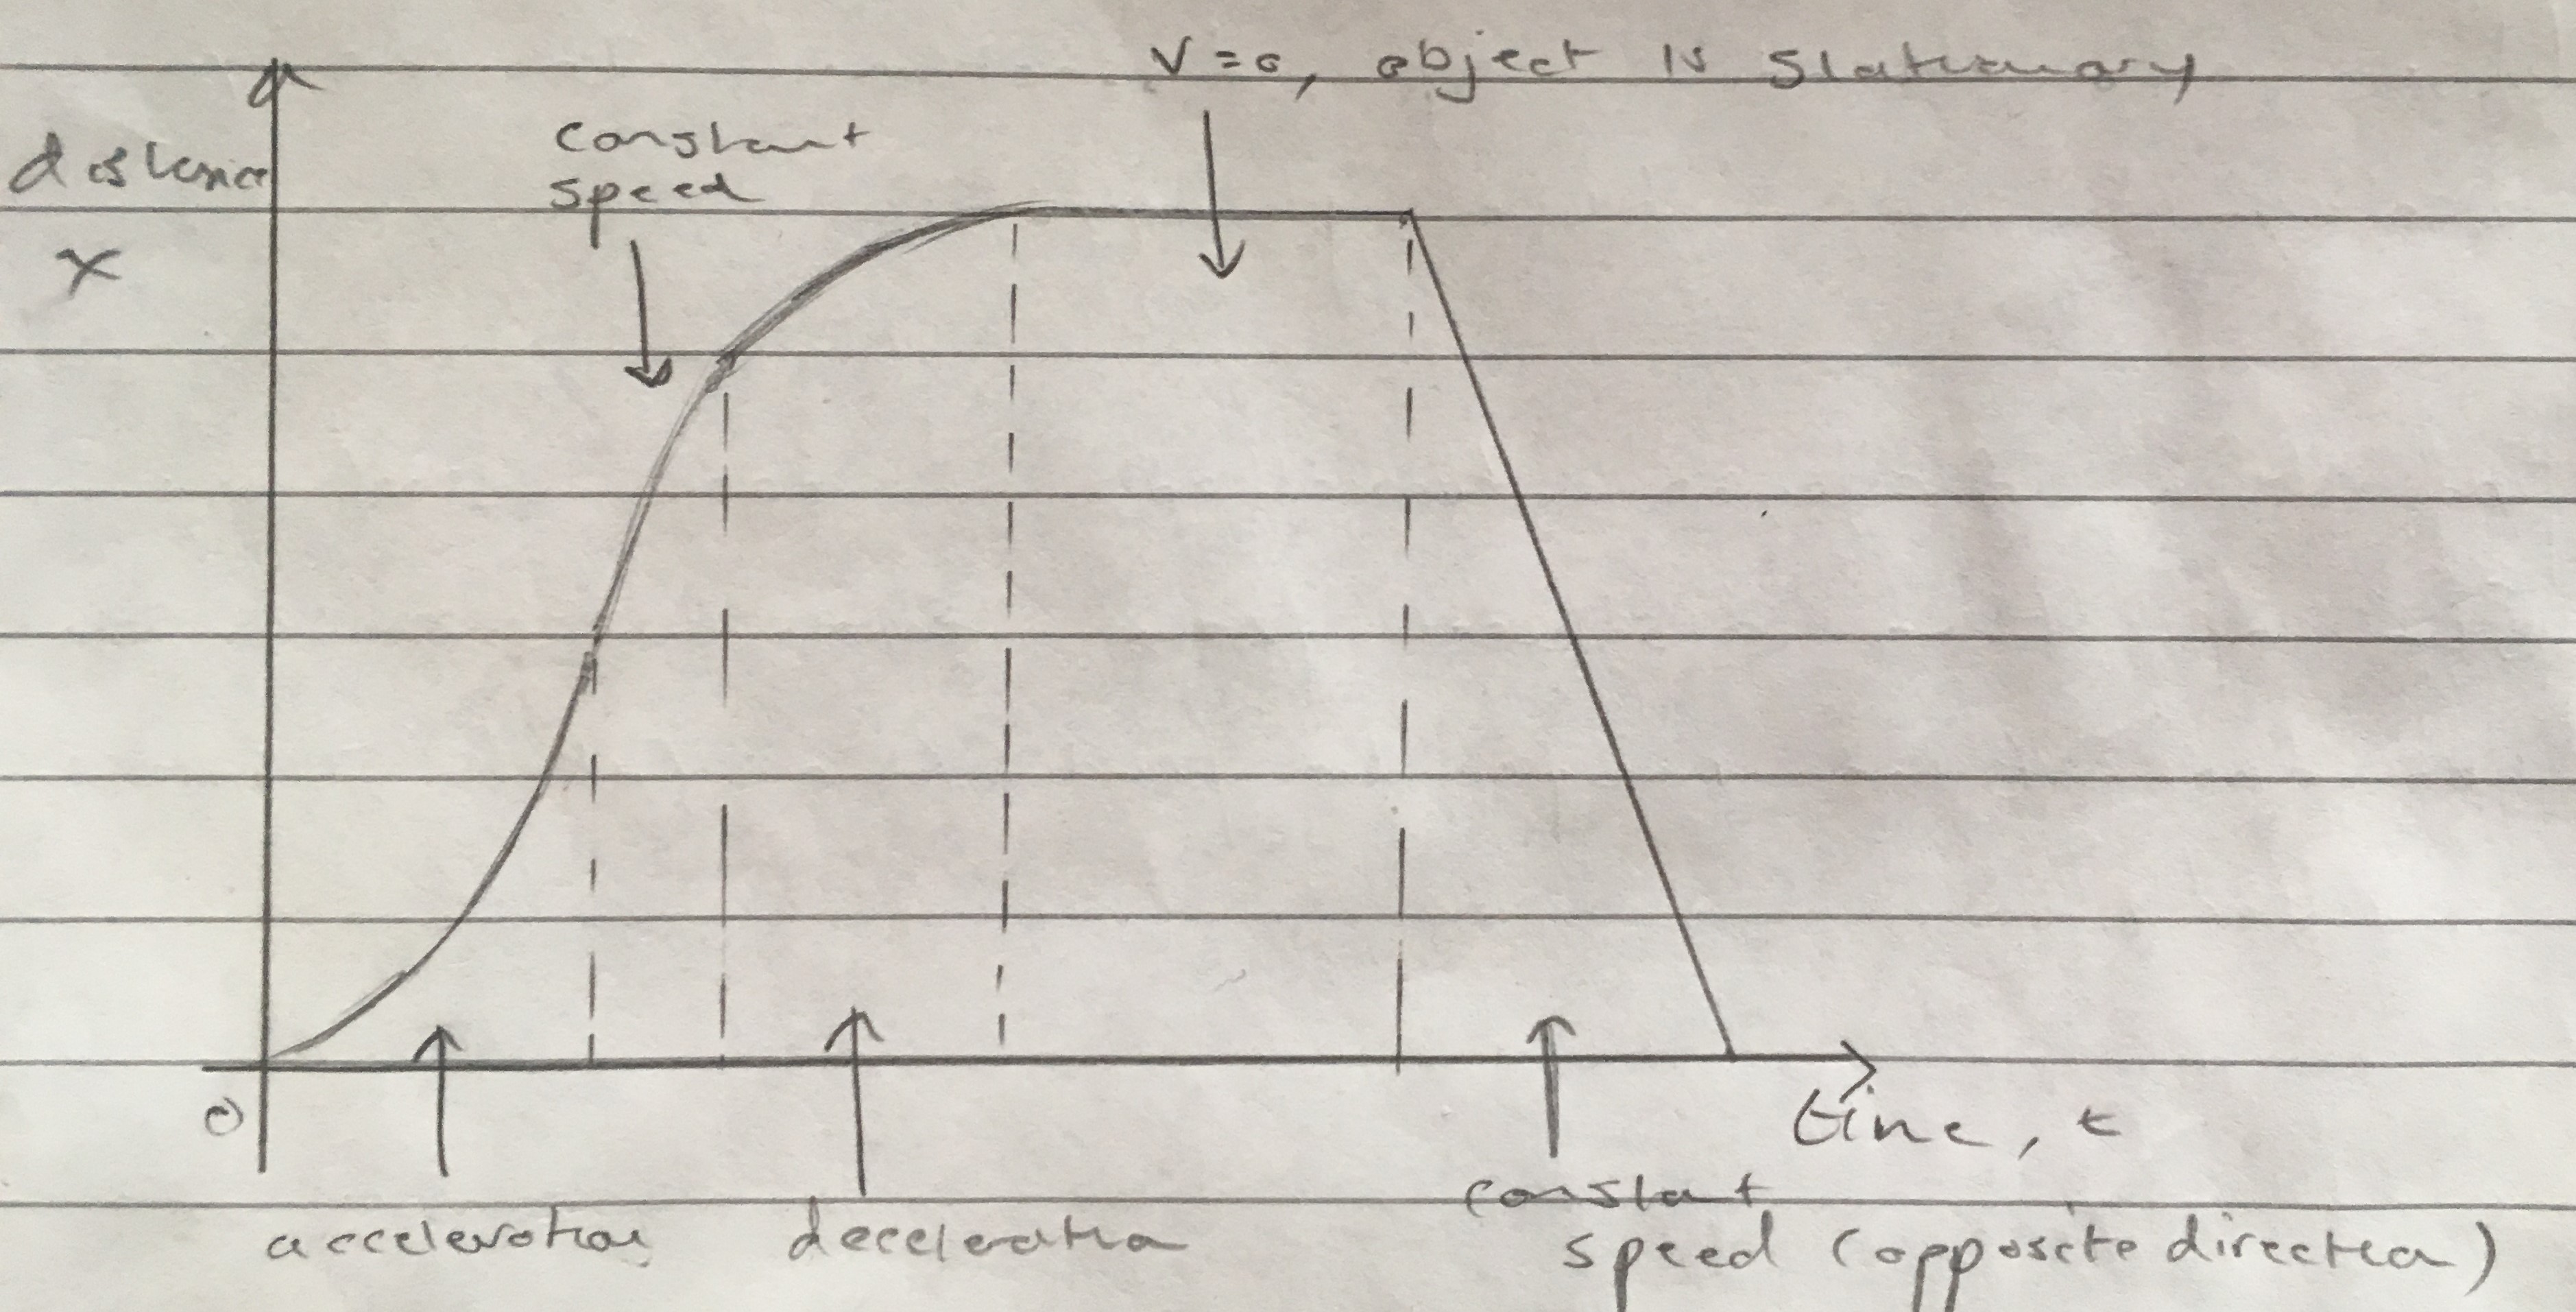 V=0, object is stationary
constant
speed
distance
x
0
time, t
acceleration
deceleration
constant
speed (opposite direction)